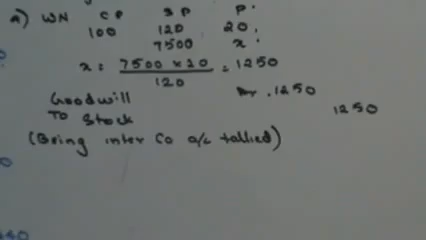 a) WN CP SP P.
100 120 20.
7500 x.
x = 7500 x 20 / 120 = 1250
Goodwill Dr. 1250
To Stock 1250
(Being inter Co a/c tallied)